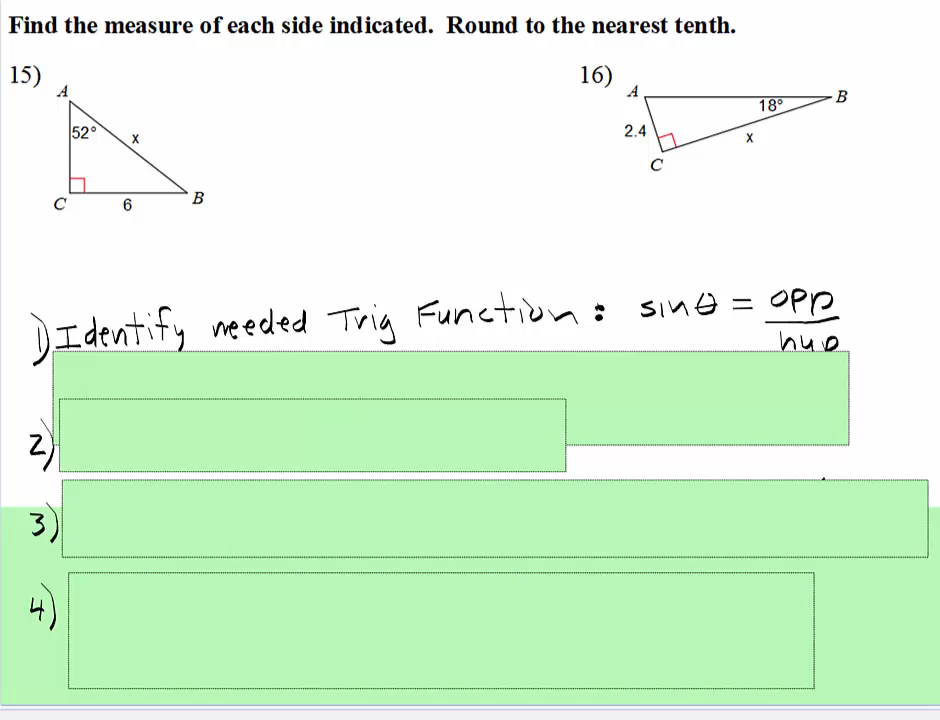 Find the measure of each side indicated. Round to the nearest tenth.
15)
A
52°
x
C
6
B
16)
A
B
18°
2.4
x
C
1) Identify needed Trig Function : sin θ = opp
hyp
2)
3)
4)